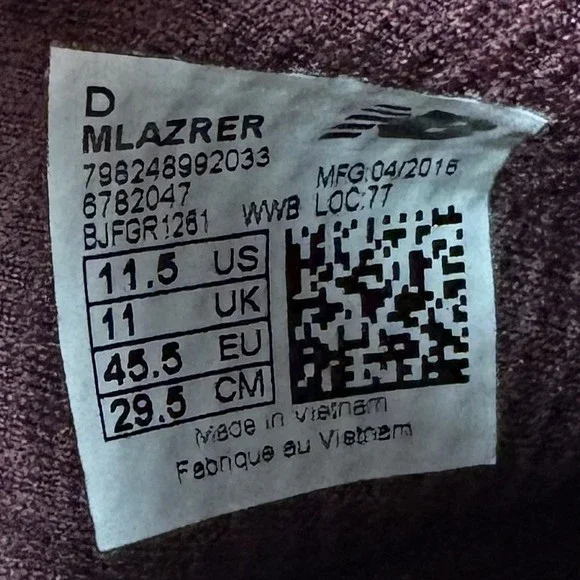 D
MLAZRER
798248992033
6782047
BJFGR1261 WWB
MFG:04/2016
LOC:77
11.5 US
11 UK
45.5 EU
29.5 CM
Made in Vietnam
Fabrique au Vietnam